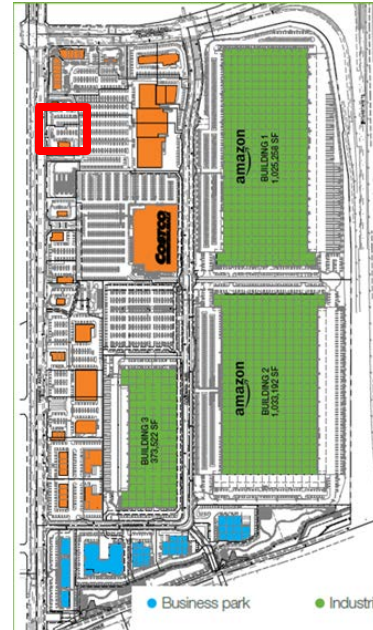 amazon
BUILDING 1
1,025,258 SF
Costco
amazon
BUILDING 2
1,033,192 SF
BUILDING 3
373,522 SF
Business park
Industri